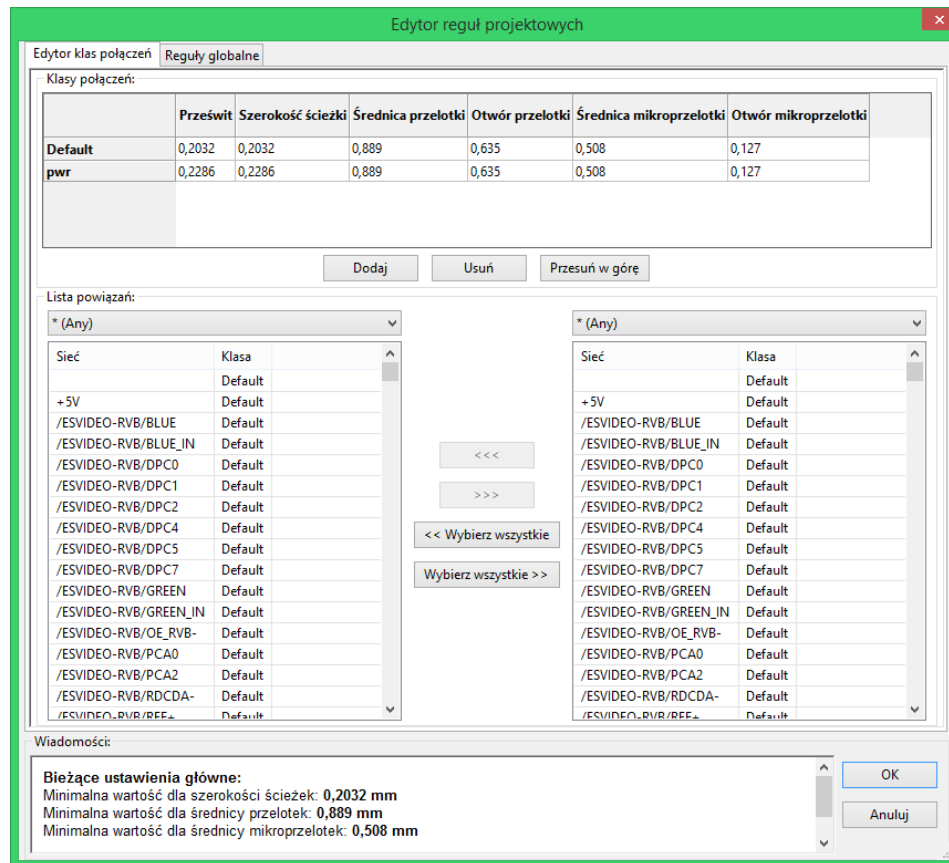 Edytor reguł projektowych
Edytor klas połączeń Reguły globalne
Klasy połączeń:
Prześwit Szerokość ścieżki Średnica przelotki Otwór przelotki Średnica mikroprzelotki Otwór mikroprzelotki
Default 0,2032 0,2032 0,889 0,635 0,508 0,127
pwr 0,2286 0,2286 0,889 0,635 0,508 0,127
Dodaj Usuń Przesuń w górę
Lista powiązań:
* (Any) * (Any)
Sieć Klasa Sieć Klasa
Default Default
+5V Default +5V Default
/ESVIDEO-RVB/BLUE Default /ESVIDEO-RVB/BLUE Default
/ESVIDEO-RVB/BLUE_IN Default /ESVIDEO-RVB/BLUE_IN Default
<<<
/ESVIDEO-RVB/DPC0 Default /ESVIDEO-RVB/DPC0 Default
/ESVIDEO-RVB/DPC1 Default /ESVIDEO-RVB/DPC1 Default
>>>
/ESVIDEO-RVB/DPC2 Default /ESVIDEO-RVB/DPC2 Default
/ESVIDEO-RVB/DPC4 Default << Wybierz wszystkie /ESVIDEO-RVB/DPC4 Default
/ESVIDEO-RVB/DPC5 Default /ESVIDEO-RVB/DPC5 Default
/ESVIDEO-RVB/DPC7 Default Wybierz wszystkie >> /ESVIDEO-RVB/DPC7 Default
/ESVIDEO-RVB/GREEN Default /ESVIDEO-RVB/GREEN Default
/ESVIDEO-RVB/GREEN_IN Default /ESVIDEO-RVB/GREEN_IN Default
/ESVIDEO-RVB/OE_RVB- Default /ESVIDEO-RVB/OE_RVB- Default
/ESVIDEO-RVB/PCA0 Default /ESVIDEO-RVB/PCA0 Default
/ESVIDEO-RVB/PCA2 Default /ESVIDEO-RVB/PCA2 Default
/ESVIDEO-RVB/RDCDA- Default /ESVIDEO-RVB/RDCDA- Default
/ESVIDEO-RVB/REF+ Default /ESVIDEO-RVB/REF+ Default
Wiadomości:
Bieżące ustawienia główne:
Minimalna wartość dla szerokości ścieżek: 0,2032 mm
Minimalna wartość dla średnicy przelotek: 0,889 mm
Minimalna wartość dla średnicy mikroprzelotek: 0,508 mm
OK
Anuluj